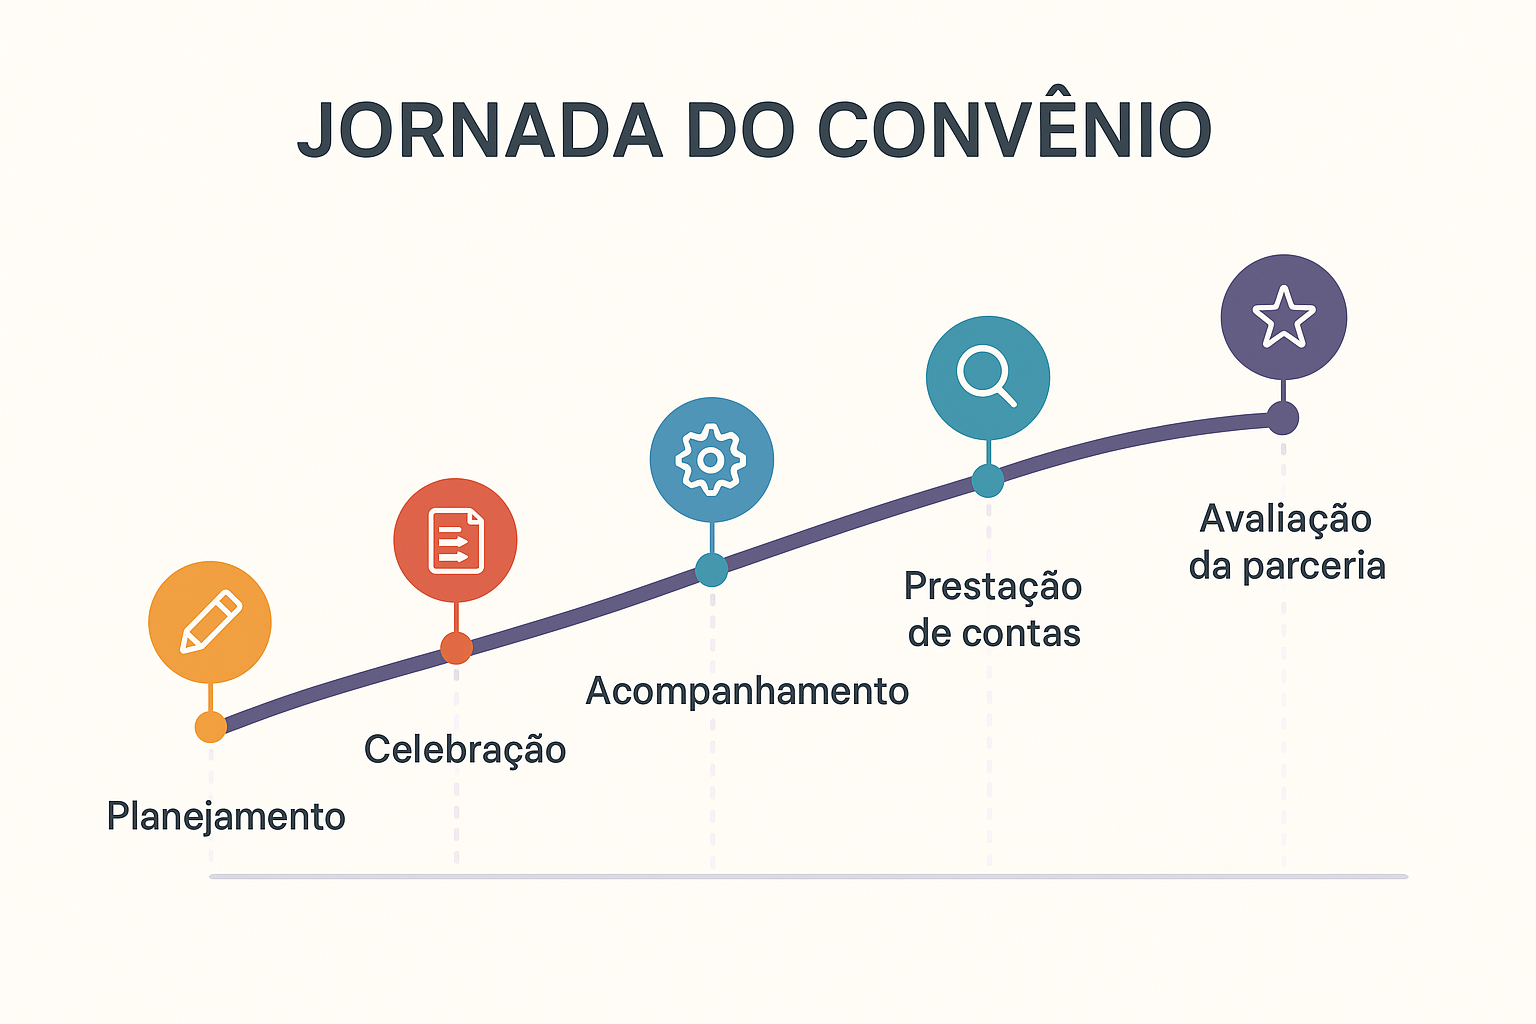 JORNADA DO CONVÊNIO
Planejamento
Celebração
Acompanhamento
Prestação
de contas
Avaliação
da parceria